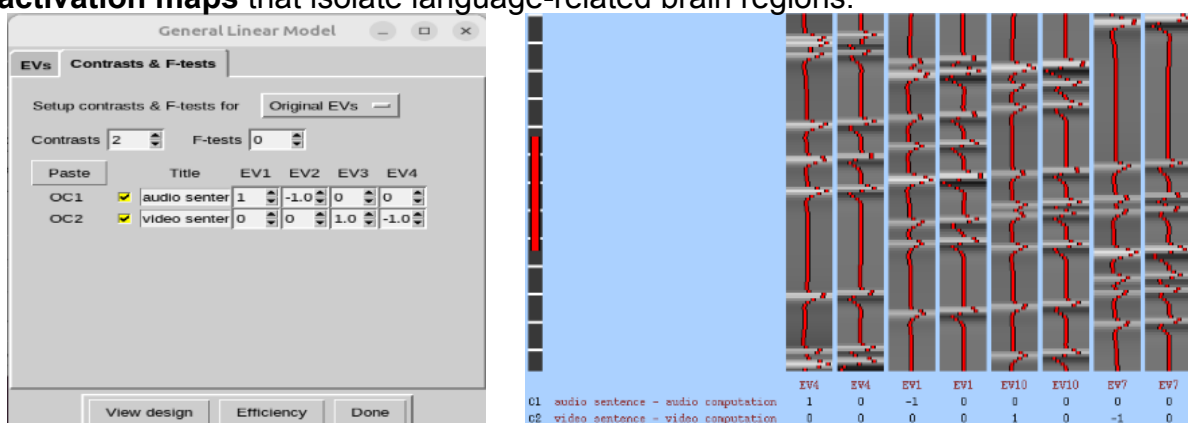 activation maps that isolate language-related brain regions.
General Linear Model
EVs Contrasts & F-tests
Setup contrasts & F-tests for Original EVs
Contrasts 2 F-tests 0
Paste Title EV1 EV2 EV3 EV4
OC1 audio senter 1 -1.0 0 0
OC2 video senter 0 0 1.0 -1.0
View design Efficiency Done
EV4 EV4 EV1 EV1 EV10 EV10 EV7 EV7
C1 audio sentence - audio computation 1 0 -1 0 0 0 0 0
C2 video sentence - video computation 0 0 0 0 1 0 -1 0